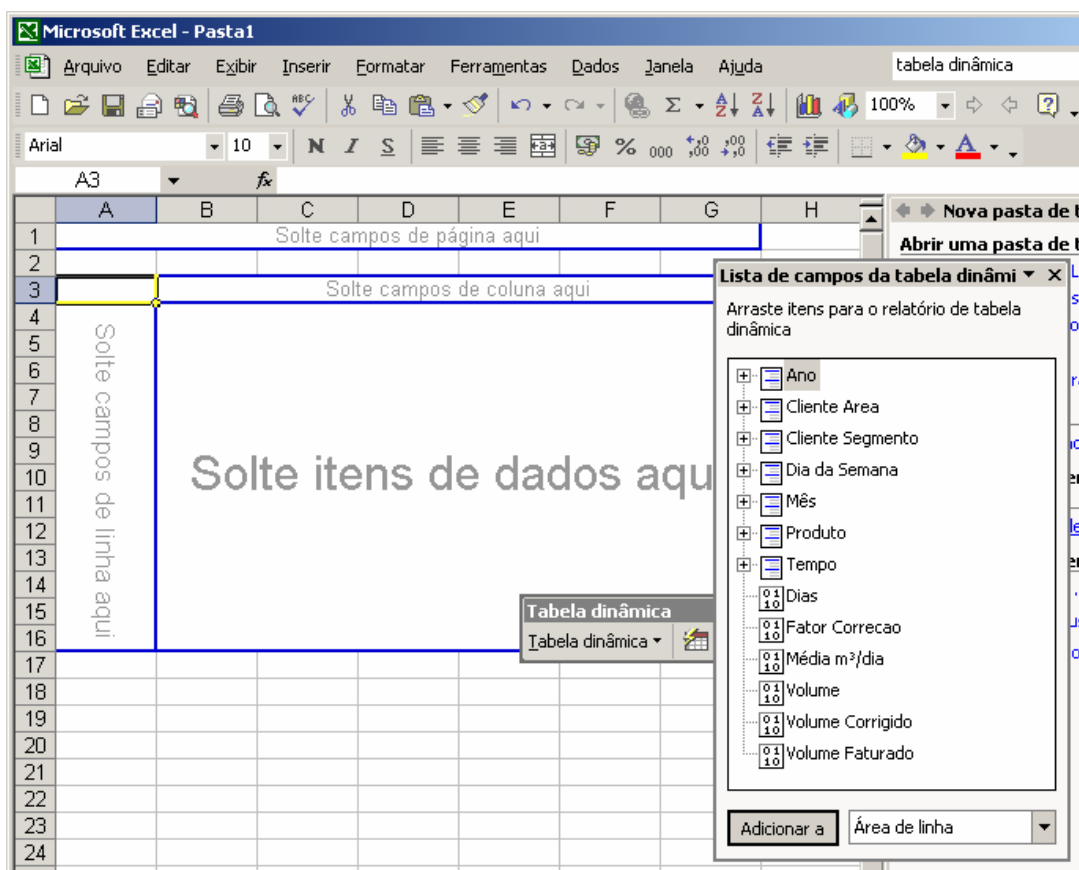 Microsoft Excel - Pasta1
Arquivo Editar Exibir Inserir Formatar Ferramentas Dados Janela Ajuda tabela dinâmica
100%
Arial 10 N I S % 000
A3 fx
A B C D E F G H
Nova pasta de t
Abrir uma pasta de t
1 Solte campos de página aqui
2
3 Solte campos de coluna aqui
4
5
6
7
8
9
10
11
12
13
14
15
16
17
18
19
20
21
22
23
24
Solte campos de linha aqui
Solte itens de dados aqu
Tabela dinâmica
Tabela dinâmica
Lista de campos da tabela dinâmi
Arraste itens para o relatório de tabela
dinâmica
Ano
Cliente Area
Cliente Segmento
Dia da Semana
Mês
Produto
Tempo
Dias
Fator Correcao
Média m³/dia
Volume
Volume Corrigido
Volume Faturado
Adicionar a Área de linha